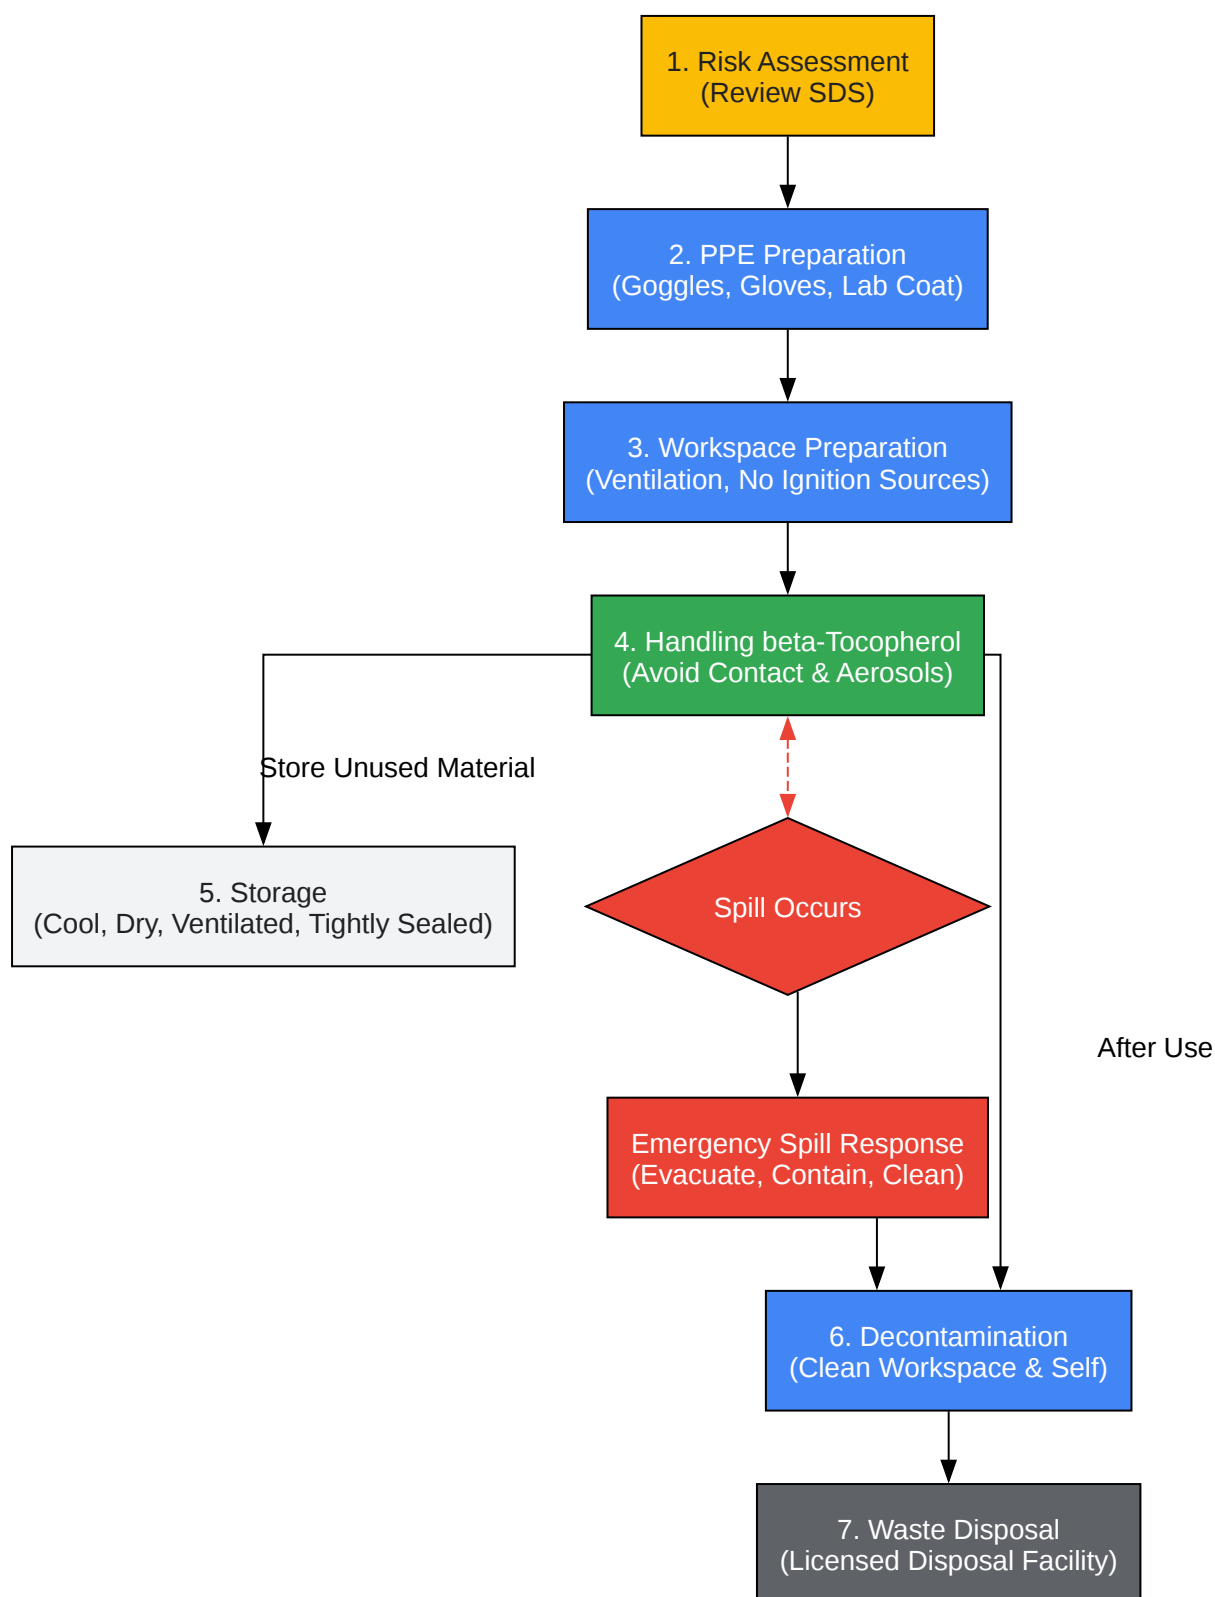 1. Risk Assessment
(Review SDS)
2. PPE Preparation
(Goggles, Gloves, Lab Coat)
3. Workspace Preparation
(Ventilation, No Ignition Sources)
4. Handling beta-Tocopherol
(Avoid Contact & Aerosols)
Store Unused Material
5. Storage
(Cool, Dry, Ventilated, Tightly Sealed)
Spill Occurs
After Use
Emergency Spill Response
(Evacuate, Contain, Clean)
6. Decontamination
(Clean Workspace & Self)
7. Waste Disposal
(Licensed Disposal Facility)